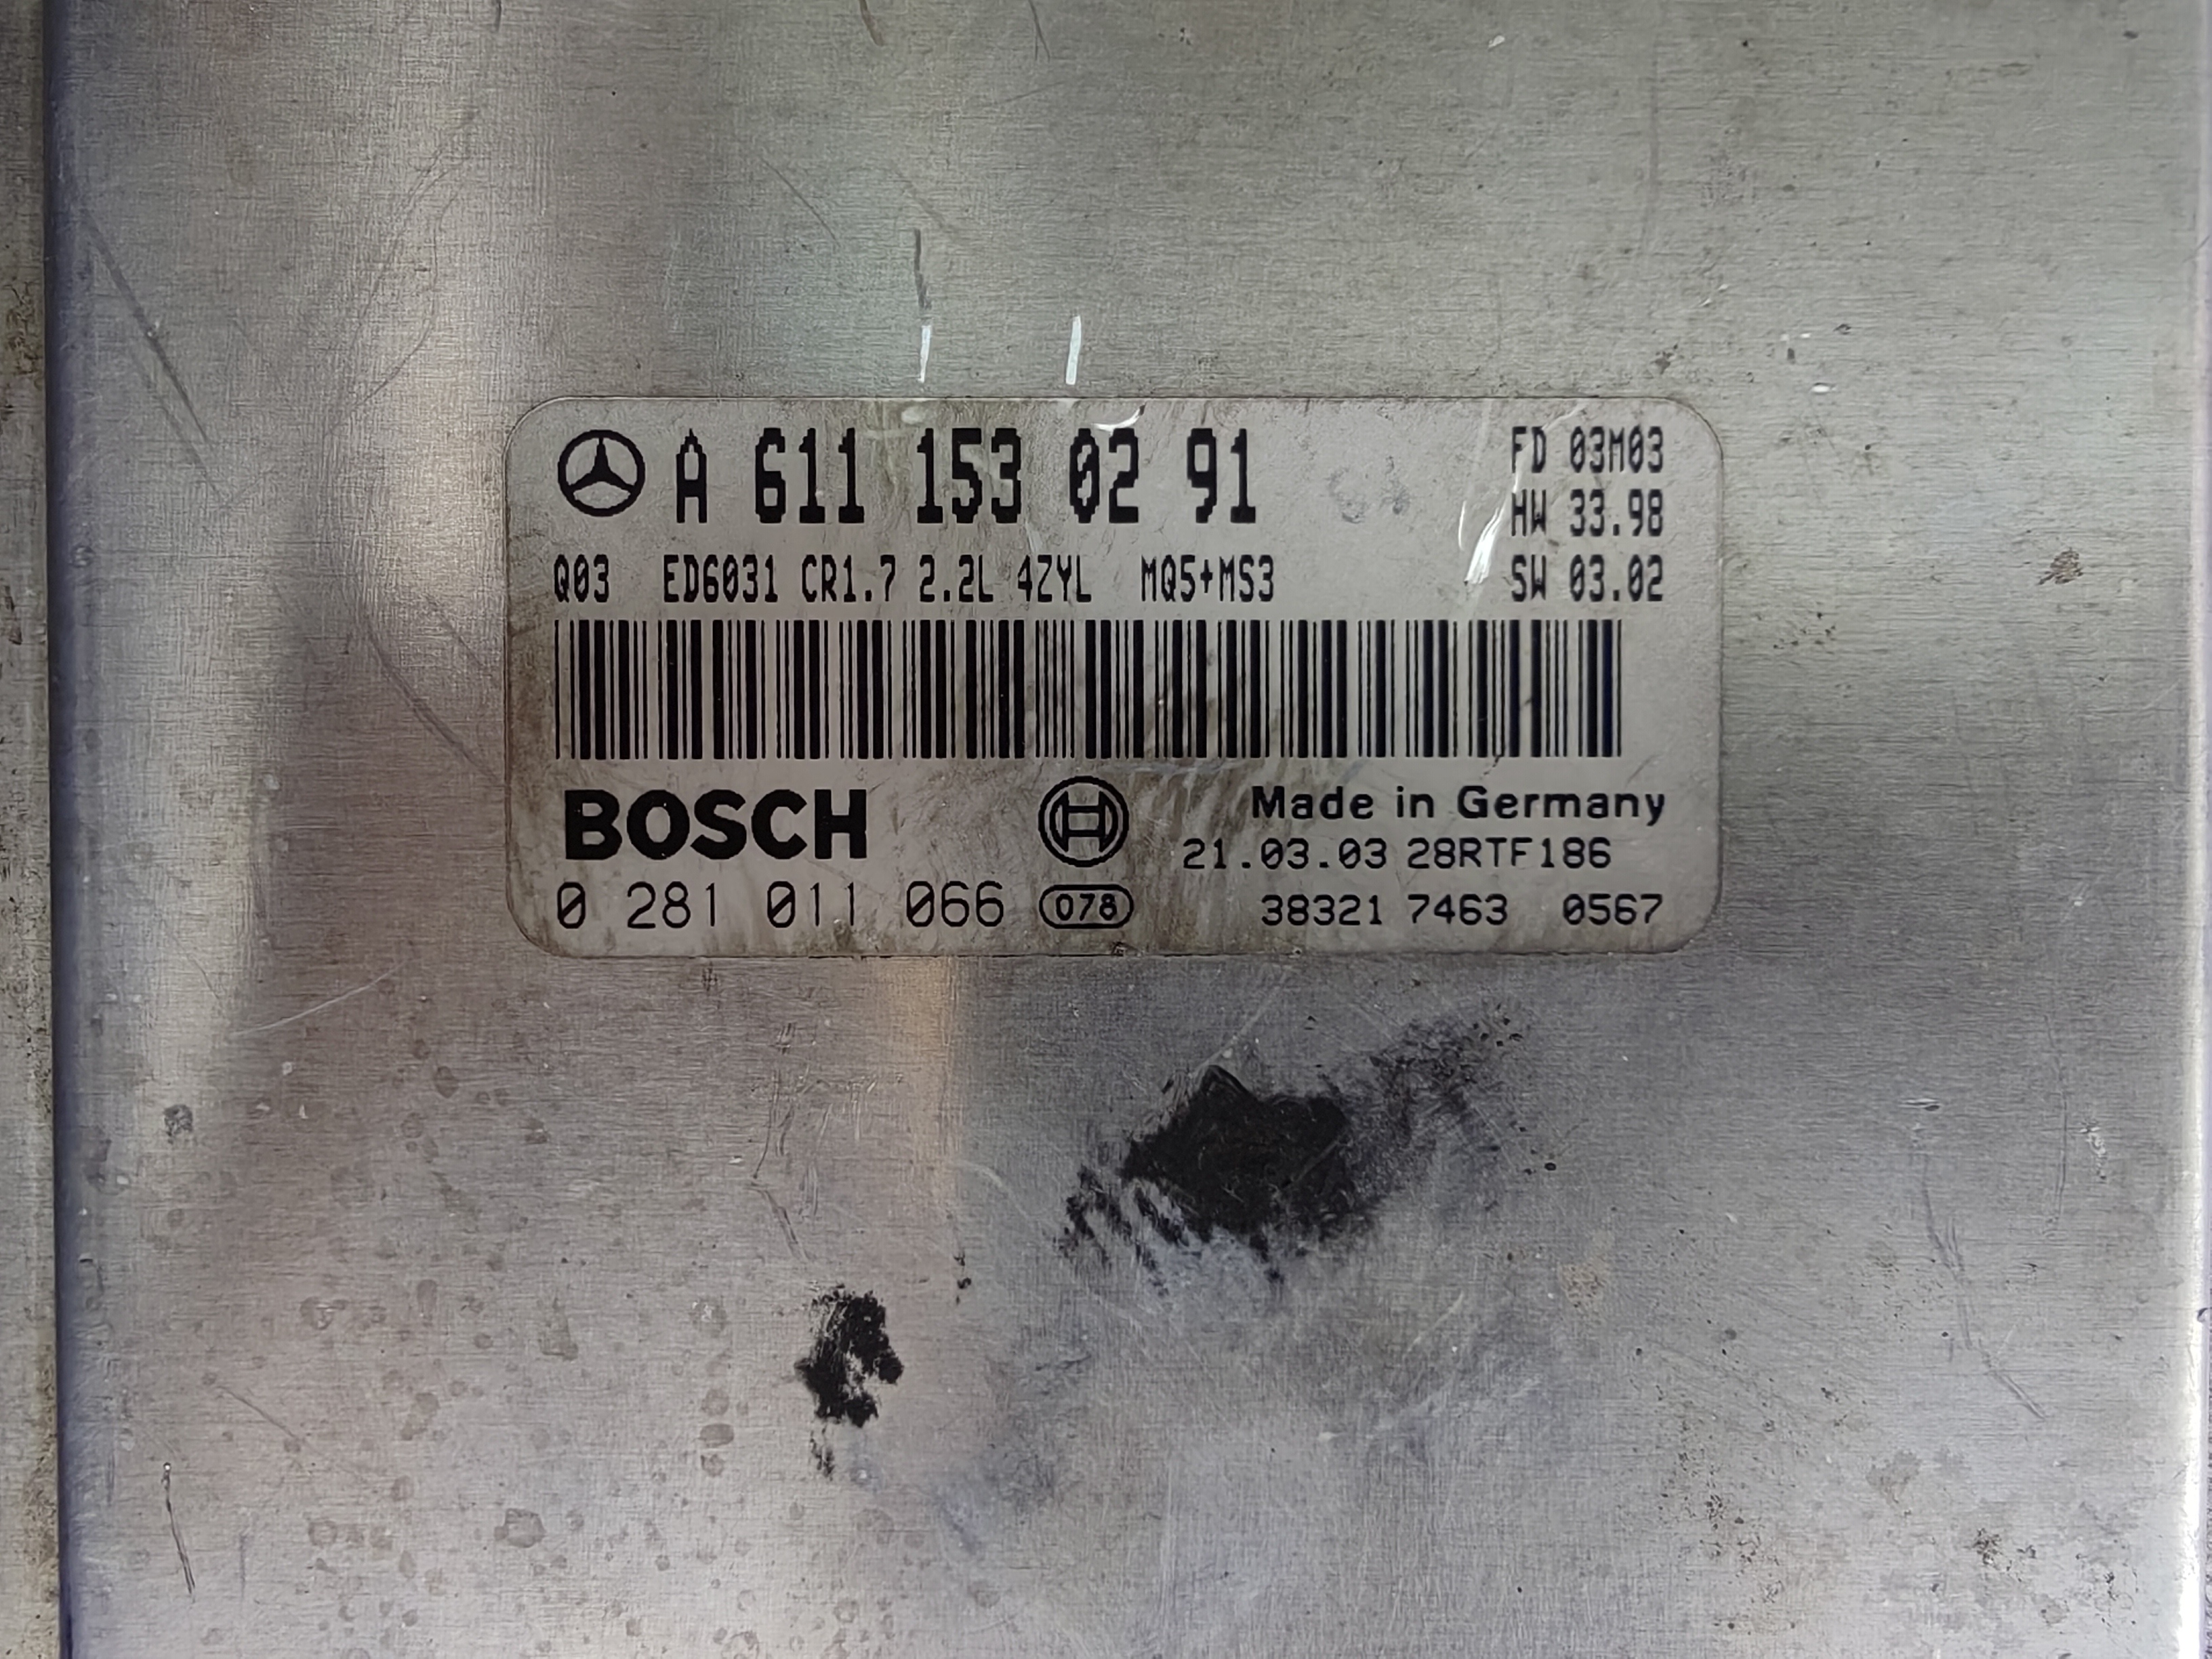 A 611 153 02 91
FD 03M03
HW 33.98
Q03 ED6031 CR1.7 2.2L 4ZYL MQ5+MS3
SW 03.02
BOSCH
Made in Germany
21.03.03 28RTF186
0 281 011 066 078
38321 7463 0567